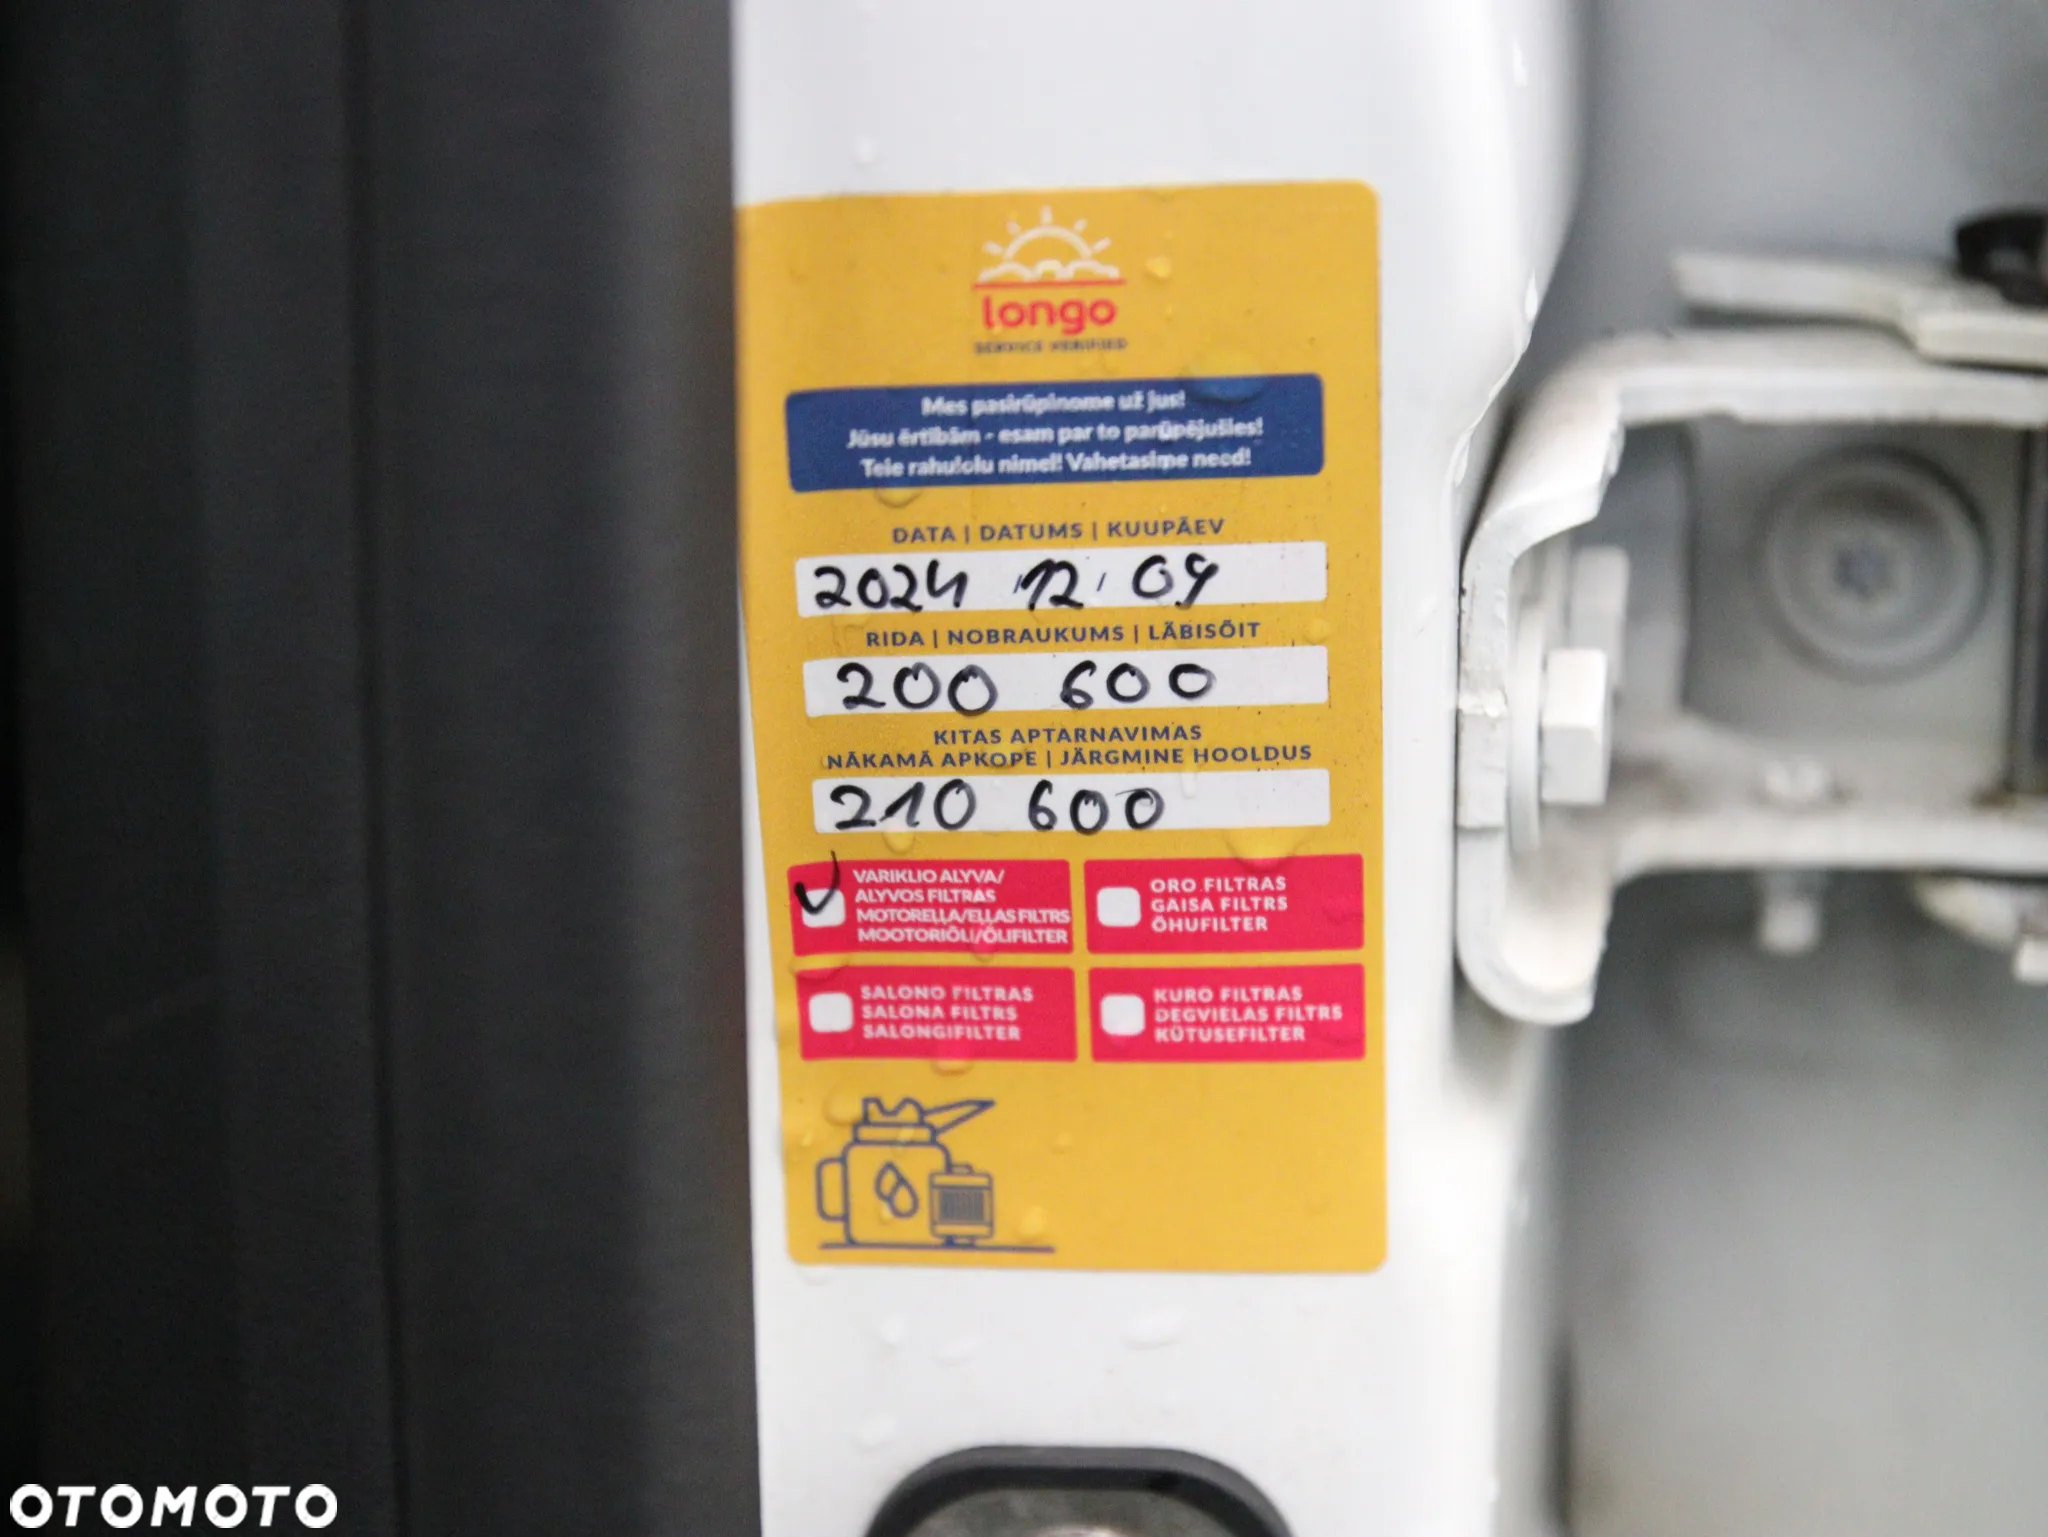 longo
SERVICE VERIFIED
Mes pasirūpinome už jus!
Jūsu ērtībām - esam par to parūpējušies!
Teie rahulolu nimel! Vahetasime need!
DATA | DATUMS | KUUPÄEV
2024 12 09
RIDA | NOBRAUKUMS | LÄBISÕIT
200 600
KITAS APTARNAVIMAS
NĀKAMĀ APKOPE | JÄRGMINE HOOLDUS
210 600
VARIKLIO ALYVA/
ALYVOS FILTRAS
MOTOREĻĻA/EĻĻAS FILTRS
MOOTORIÕLI/ÕLIFILTER
ORO FILTRAS
GAISA FILTRS
ÕHUFILTER
SALONO FILTRAS
SALONA FILTRS
SALONGIFILTER
KURO FILTRAS
DEGVIELAS FILTRS
KÜTUSEFILTER
OTOMOTO